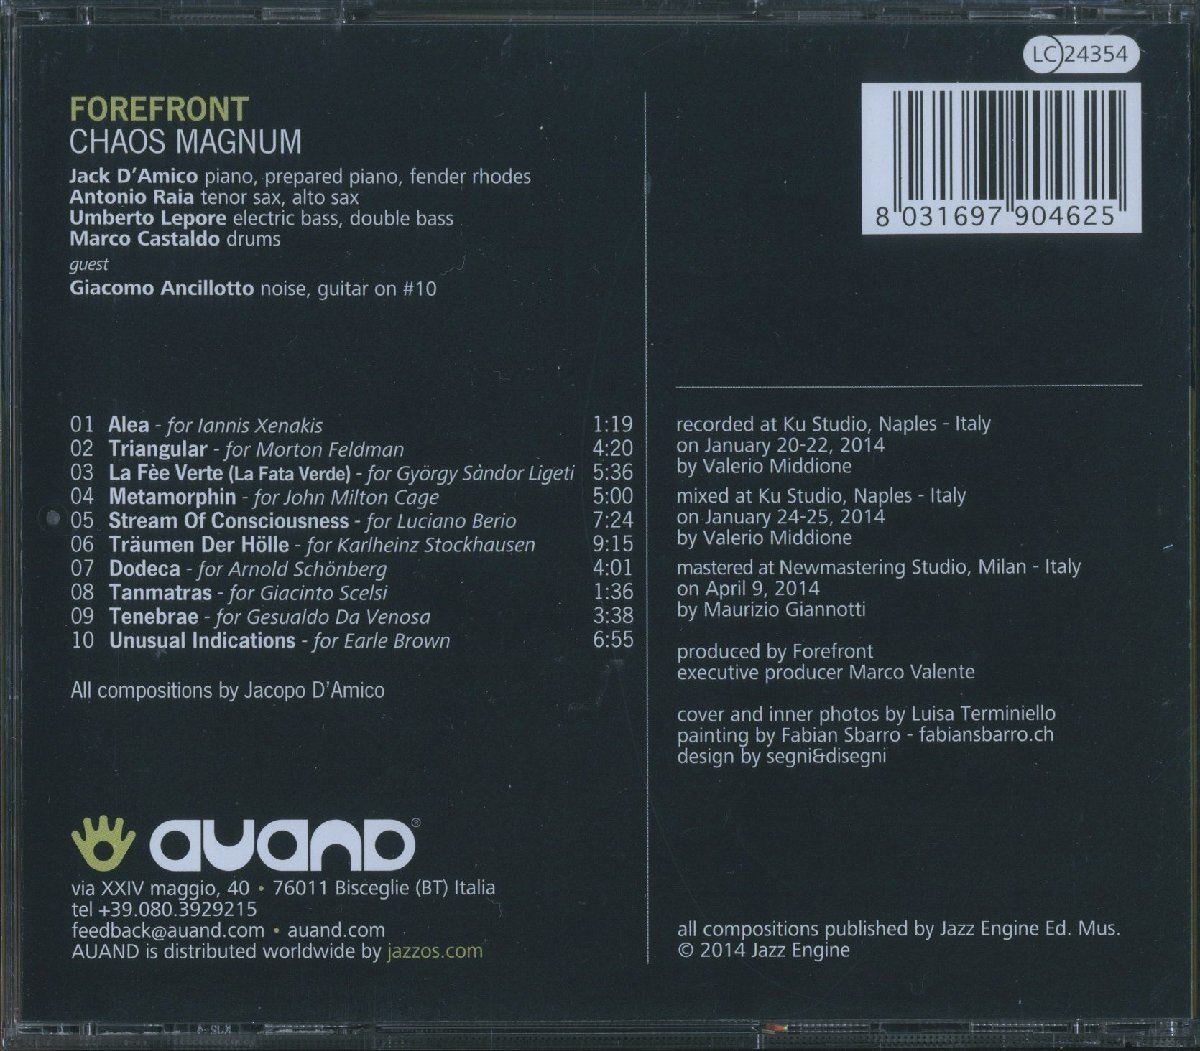 LC 24354
8 031697 904625
FOREFRONT
CHAOS MAGNUM
Jack D'Amico piano, prepared piano, fender rhodes
Antonio Raia tenor sax, alto sax
Umberto Lepore electric bass, double bass
Marco Castaldo drums
guest
Giacomo Ancillotto noise, guitar on #10
01 Alea - for Iannis Xenakis 1:19
02 Triangular - for Morton Feldman 4:20
03 La Fèe Verte (La Fata Verde) - for György Sàndor Ligeti 5:36
04 Metamorphin - for John Milton Cage 5:00
05 Stream Of Consciousness - for Luciano Berio 7:24
06 Träumen Der Hölle - for Karlheinz Stockhausen 9:15
07 Dodeca - for Arnold Schönberg 4:01
08 Tanmatras - for Giacinto Scelsi 1:36
09 Tenebrae - for Gesualdo Da Venosa 3:38
10 Unusual Indications - for Earle Brown 6:55
All compositions by Jacopo D'Amico
AUAND®
via XXIV maggio, 40 • 76011 Bisceglie (BT) Italia
tel +39.080.3929215
feedback@auand.com • auand.com
AUAND is distributed worldwide by jazzos.com
recorded at Ku Studio, Naples - Italy
on January 20-22, 2014
by Valerio Middione
mixed at Ku Studio, Naples - Italy
on January 24-25, 2014
by Valerio Middione
mastered at Newmastering Studio, Milan - Italy
on April 9, 2014
by Maurizio Giannotti
produced by Forefront
executive producer Marco Valente
cover and inner photos by Luisa Terminiello
painting by Fabian Sbarro - fabiansbarro.ch
design by segni&disegni
all compositions published by Jazz Engine Ed. Mus.
© 2014 Jazz Engine